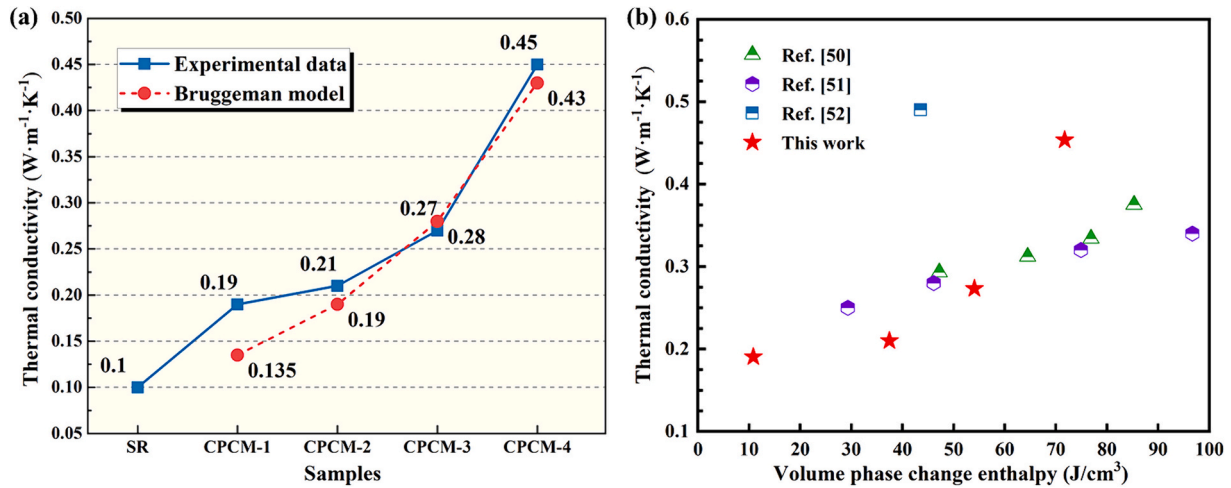 (a)
0.50
0.45
0.40
0.35
0.30
0.25
0.20
0.15
0.10
0.05
Thermal conductivity (W·m⁻¹·K⁻¹)
Experimental data
Bruggeman model
0.1
0.19
0.135
0.21
0.19
0.27
0.28
0.45
0.43
SR
CPCM-1
CPCM-2
CPCM-3
CPCM-4
Samples
(b)
0.6
0.5
0.4
0.3
0.2
0.1
Thermal conductivity (W·m⁻¹·K⁻¹)
Ref. [50]
Ref. [51]
Ref. [52]
This work
0 10 20 30 40 50 60 70 80 90 100
Volume phase change enthalpy (J/cm³)